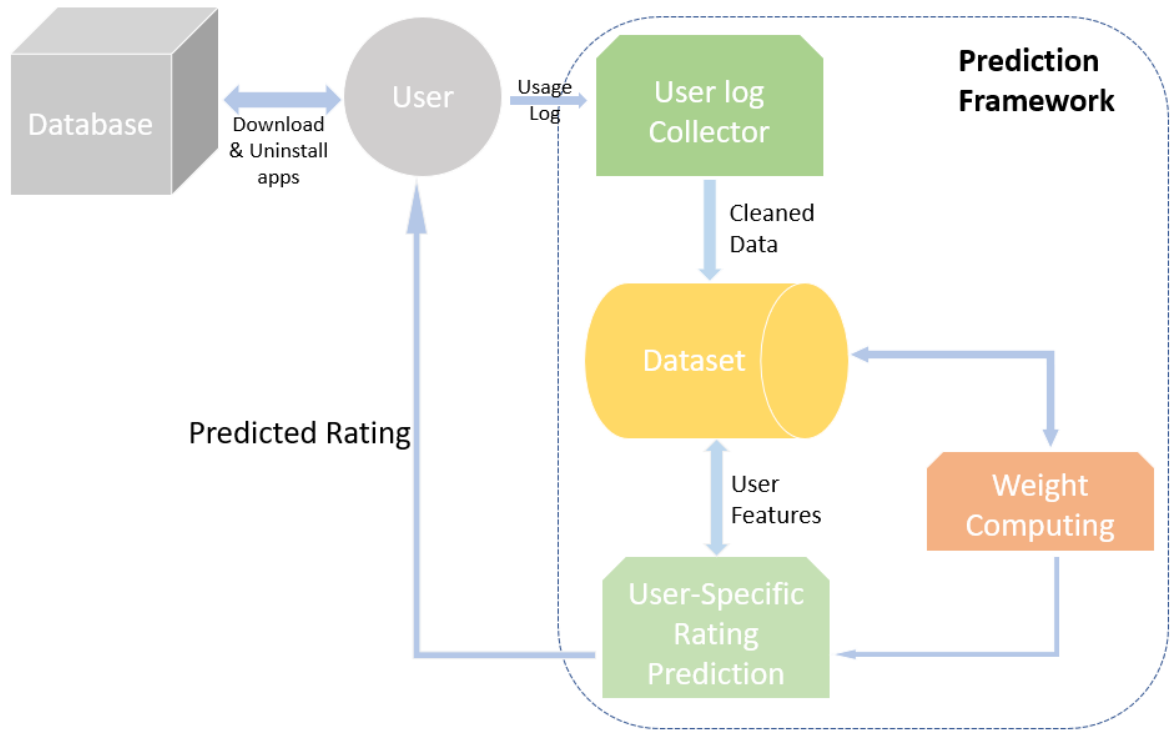 Database
Download
& Uninstall
apps
User
Usage
Log
User log
Collector
Prediction
Framework
Cleaned
Data
Dataset
Predicted Rating
User
Features
Weight
Computing
User-Specific
Rating
Prediction